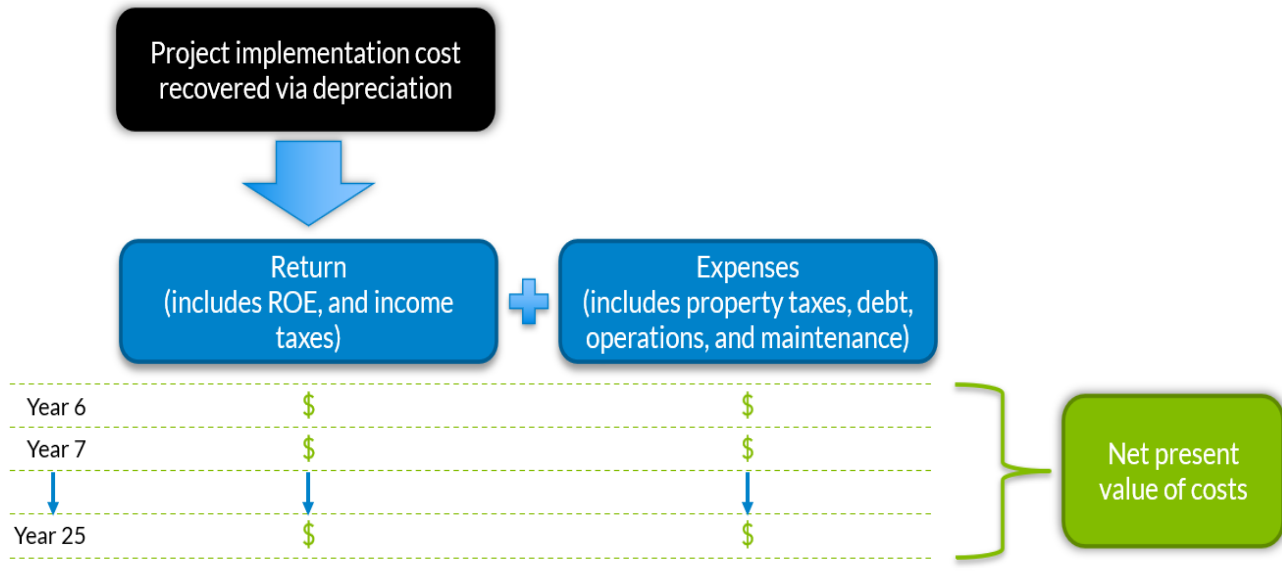 Project implementation cost
recovered via depreciation
Return
(includes ROE, and income
taxes)
Expenses
(includes property taxes, debt,
operations, and maintenance)
Year 6 $ $
Year 7 $ $
Year 25 $ $
Net present
value of costs